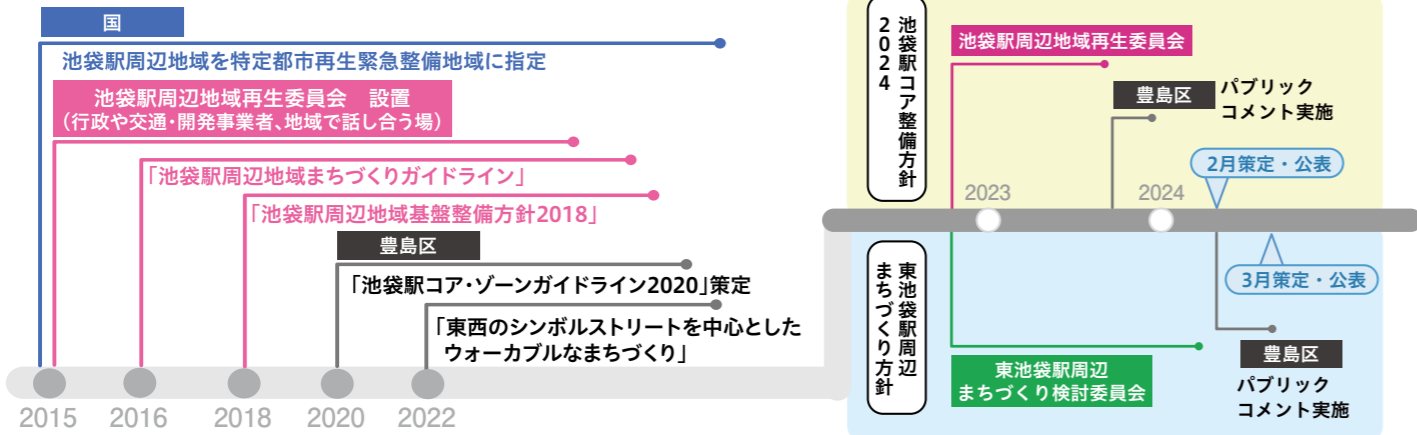 国
池袋駅周辺地域を特定都市再生緊急整備地域に指定
池袋駅周辺地域再生委員会　設置
（行政や交通・開発事業者、地域で話し合う場）
「池袋駅周辺地域まちづくりガイドライン」
「池袋駅周辺地域基盤整備方針2018」
豊島区
「池袋駅コア・ゾーンガイドライン2020」策定
「東西のシンボルストリートを中心とした
ウォーカブルなまちづくり」
2015
2016
2018
2020
2022
池袋駅コア整備方針
2024
池袋駅周辺地域再生委員会
豊島区
パブリック
コメント実施
2月策定・公表
2023
2024
東池袋駅周辺
まちづくり方針
3月策定・公表
東池袋駅周辺
まちづくり検討委員会
豊島区
パブリック
コメント実施